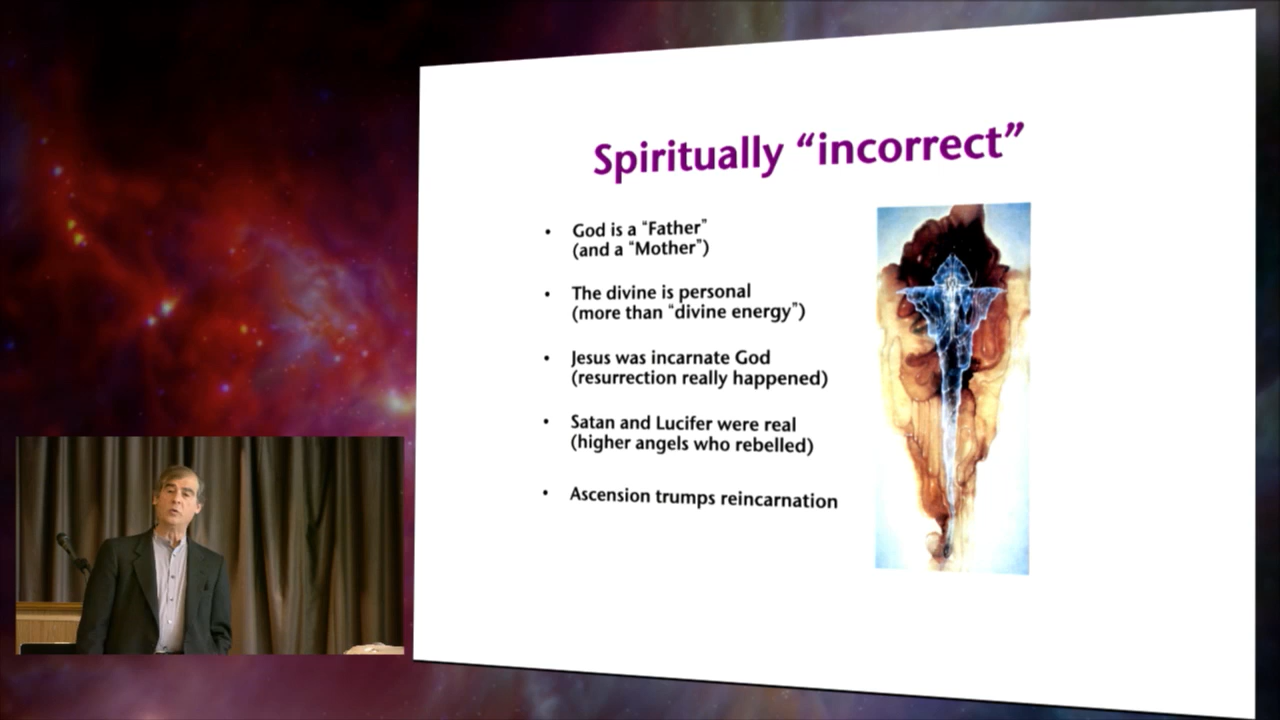 Spiritually “incorrect”
• God is a “Father”
(and a “Mother”)
• The divine is personal
(more than “divine energy”)
• Jesus was incarnate God
(resurrection really happened)
• Satan and Lucifer were real
(higher angels who rebelled)
• Ascension trumps reincarnation